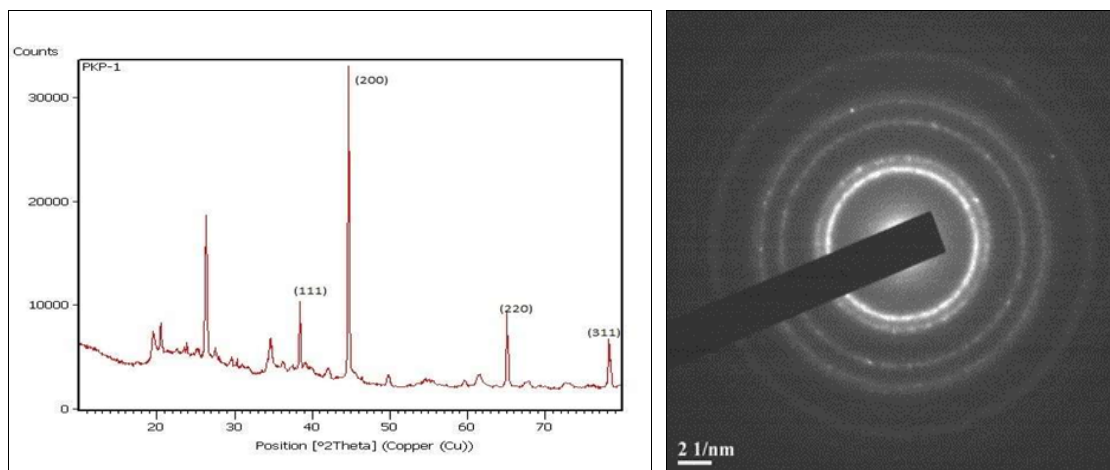 Counts
PKP-1
(200)
30000
20000
(111)
10000
(220)
(311)
0
20 30 40 50 60 70
Position [°2Theta] (Copper (Cu))
2 1/nm